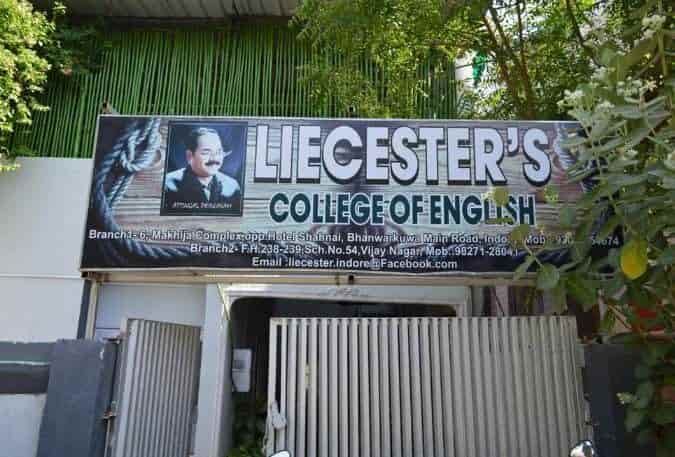 LIECESTER'S
COLLEGE OF ENGLISH
Branch1- 6, Makhija Complex,opp.Hotel Shahnai, Bhanwarkuwa Main Road,
Branch2- F.H.238-239,Sch.No.54,Vijay Nagar, Mob.:98271-2804
Email :liecester.indore@Facebook.com